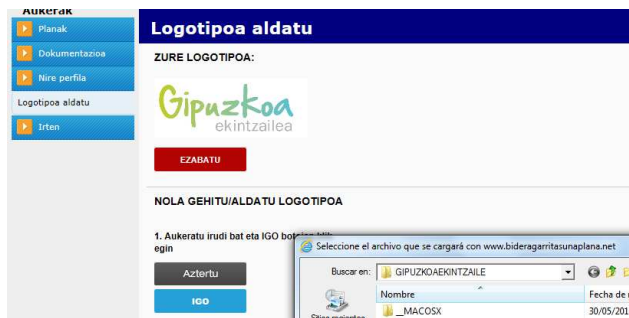 Aukerak
Planak
Dokumentazioa
Nire perfila
Logotipoa aldatu
Irten
Logotipoa aldatu
ZURE LOGOTIPOA:
Gipuzkoa
ekintzailea
EZABATU
NOLA GEHITU/ALDATU LOGOTIPOA
1. Aukeratu irudi bat eta IGO
egin
Aztertu
IGO
Seleccione el archivo que se cargará con www.bideragarritasunaplana.net
Buscar en: GIPUZKOAEKINTZAILE
Nombre
Fecha de
__MACOSX
30/05/201